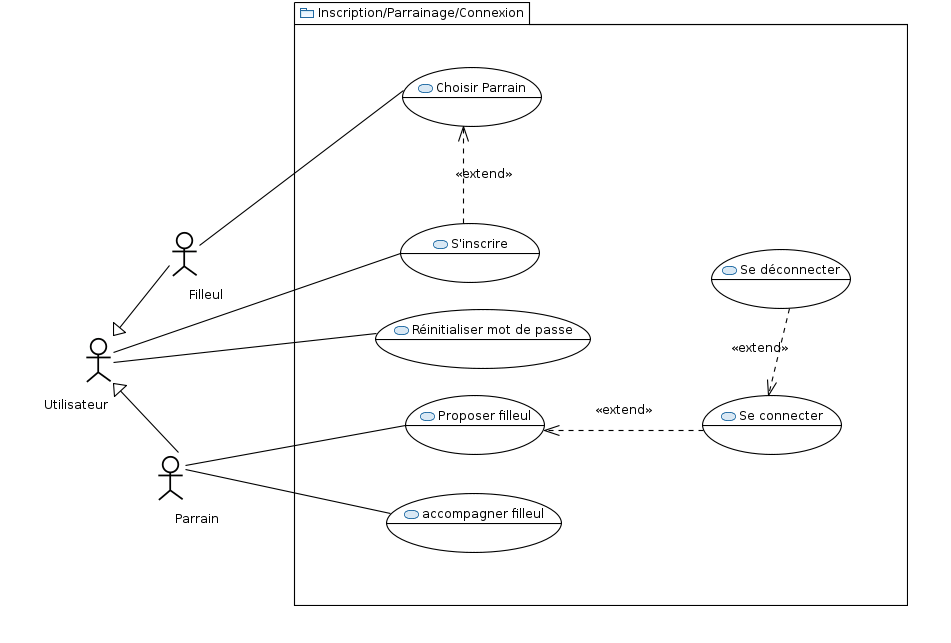 Inscription/Parrainage/Connexion
Choisir Parrain
«extend»
S'inscrire
Filleul
Se déconnecter
Réinitialiser mot de passe
«extend»
Utilisateur
Proposer filleul
«extend»
Se connecter
Parrain
accompagner filleul